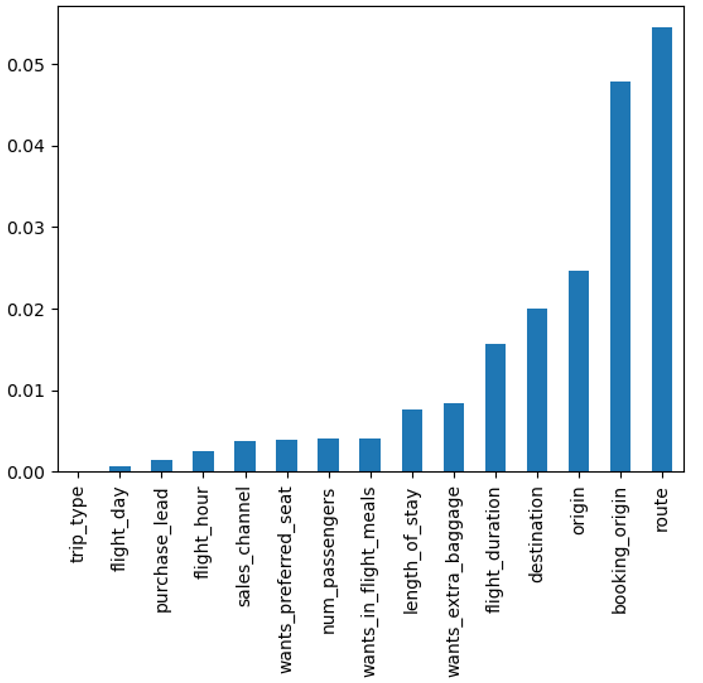 0.05
0.04
0.03
0.02
0.01
0.00
trip_type
flight_day
purchase_lead
flight_hour
sales_channel
wants_preferred_seat
num_passengers
wants_in_flight_meals
length_of_stay
wants_extra_baggage
flight_duration
destination
origin
booking_origin
route